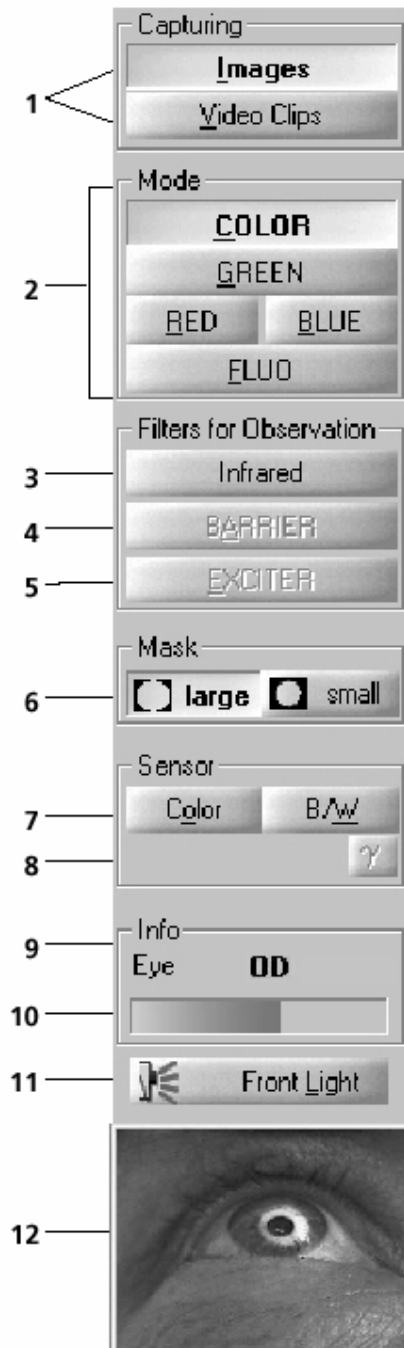 Capturing
1 Images
Video Clips
Mode
COLOR
2 GREEN
RED BLUE
FLUO
Filters for Observation
3 Infrared
4 BARRIER
5 EXCITER
Mask
6 large small
Sensor
7 Color B/W
8 γ
9 Info
Eye OD
10
11 Front Light
12